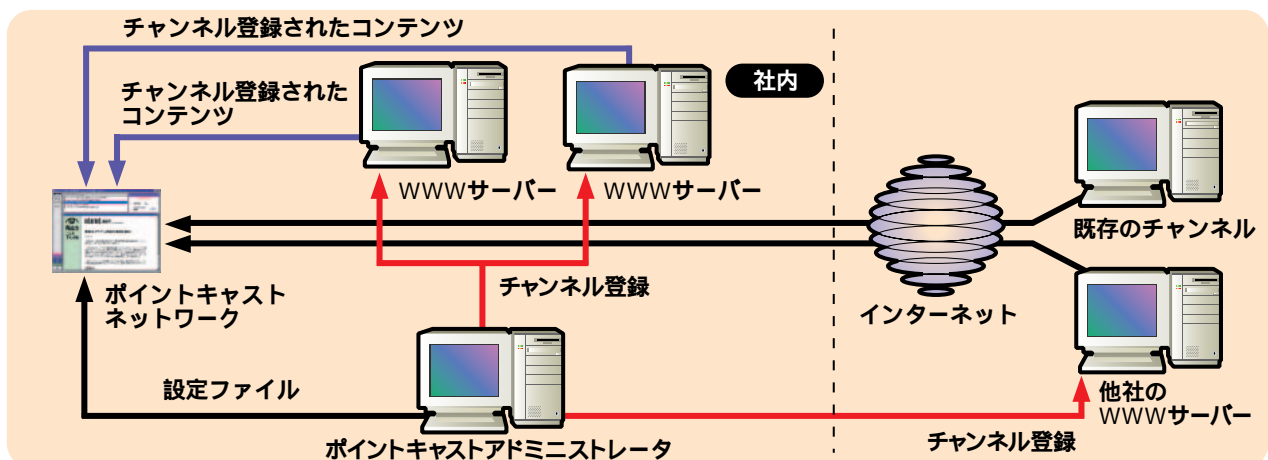 チャンネル登録されたコンテンツ
社内
チャンネル登録された
コンテンツ
WWWサーバー
WWWサーバー
既存のチャンネル
チャンネル登録
ポイントキャスト
ネットワーク
インターネット
設定ファイル
他社の
WWWサーバー
ポイントキャストアドミニストレータ
チャンネル登録